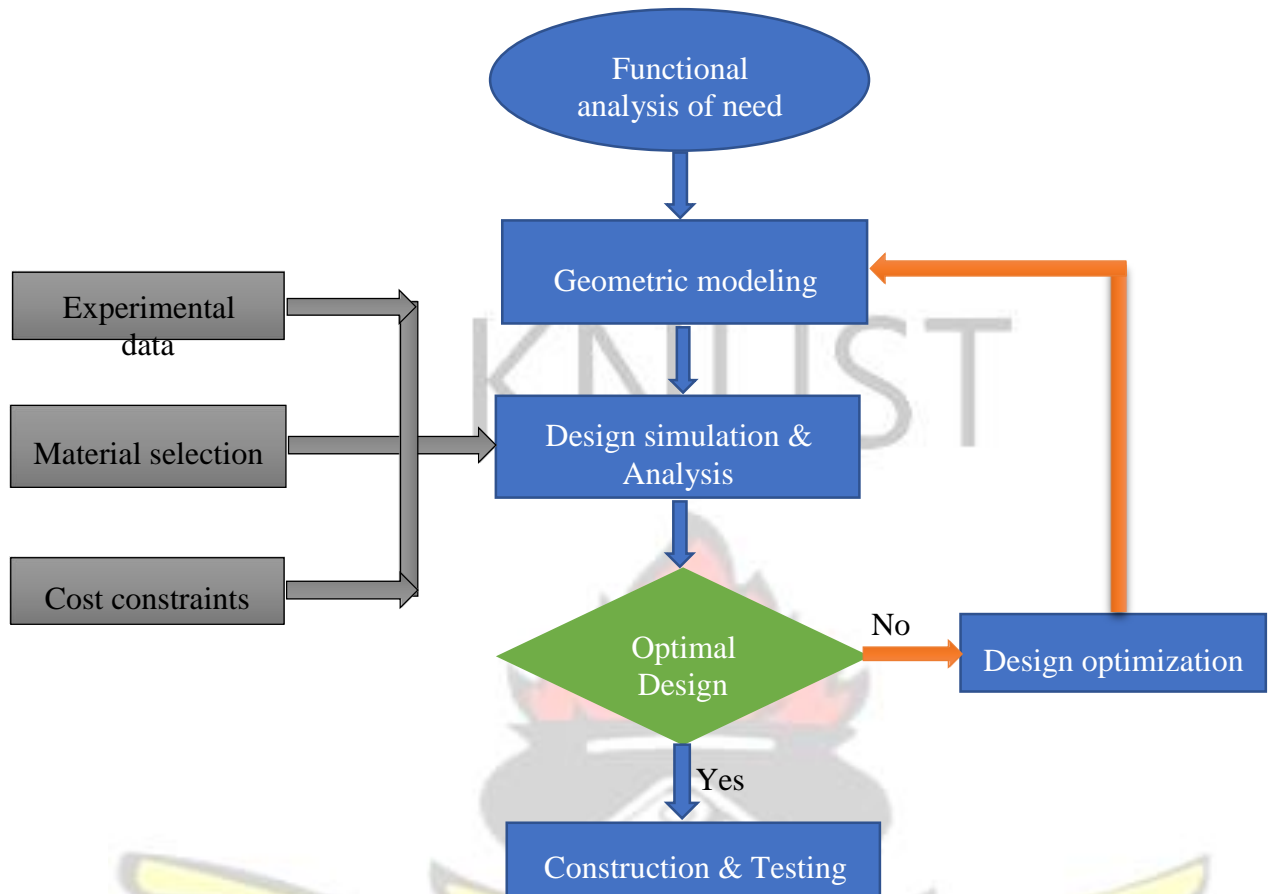 Functional
analysis of need
Geometric modeling
Experimental
data
KNUST
Material selection
Design simulation &
Analysis
Cost constraints
Optimal
Design
No
Design optimization
Yes
Construction & Testing